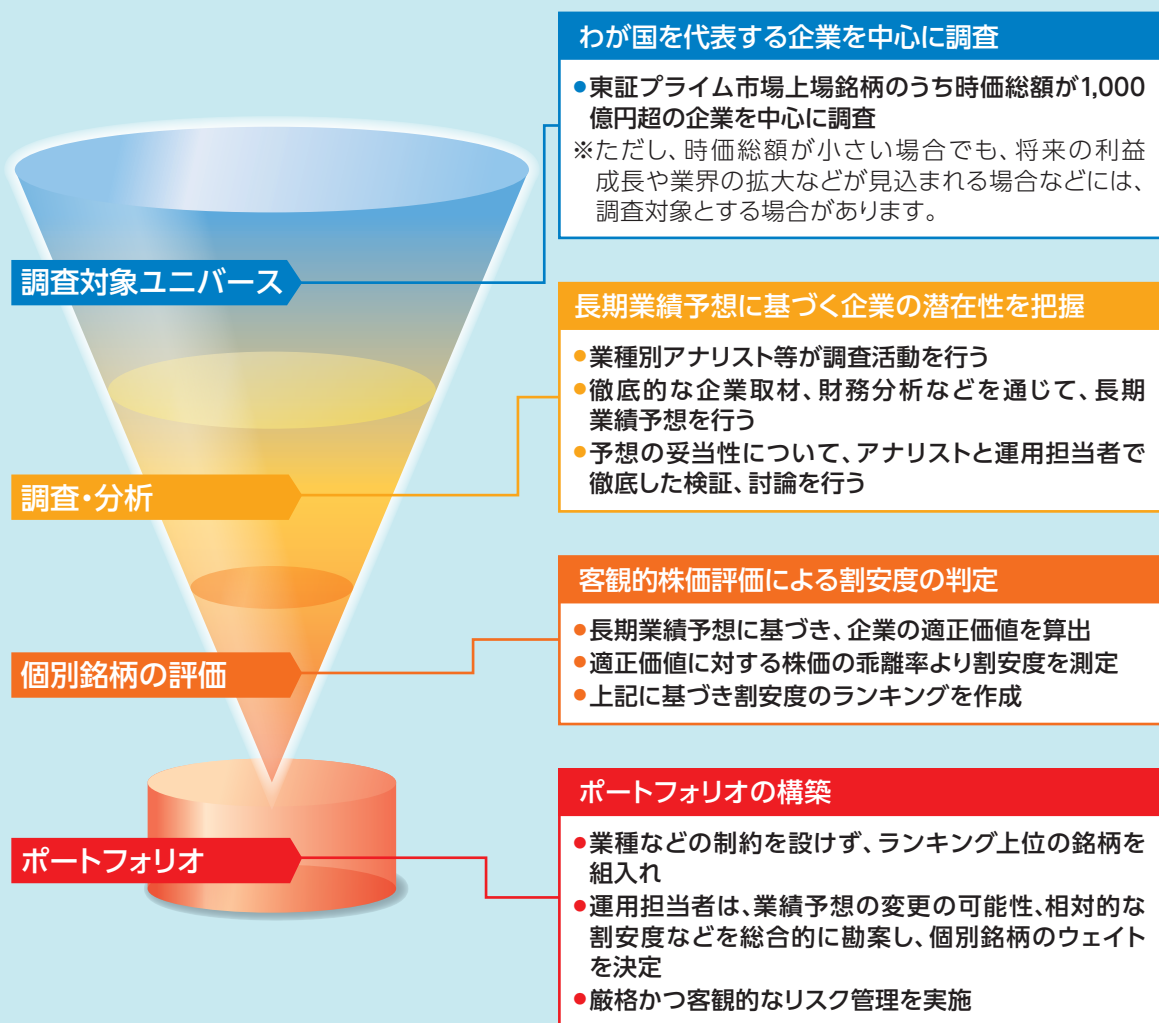 わが国を代表する企業を中心に調査
●東証プライム市場上場銘柄のうち時価総額が1,000
億円超の企業を中心に調査
※ただし、時価総額が小さい場合でも、将来の利益
成長や業界の拡大などが見込まれる場合などには、
調査対象とする場合があります。
調査対象ユニバース
長期業績予想に基づく企業の潜在性を把握
●業種別アナリスト等が調査活動を行う
●徹底的な企業取材、財務分析などを通じて、長期
業績予想を行う
●予想の妥当性について、アナリストと運用担当者で
徹底した検証、討論を行う
調査・分析
客観的株価評価による割安度の判定
●長期業績予想に基づき、企業の適正価値を算出
●適正価値に対する株価の乖離率より割安度を測定
●上記に基づき割安度のランキングを作成
個別銘柄の評価
ポートフォリオの構築
●業種などの制約を設けず、ランキング上位の銘柄を
組入れ
●運用担当者は、業績予想の変更の可能性、相対的な
割安度などを総合的に勘案し、個別銘柄のウェイト
を決定
●厳格かつ客観的なリスク管理を実施
ポートフォリオ